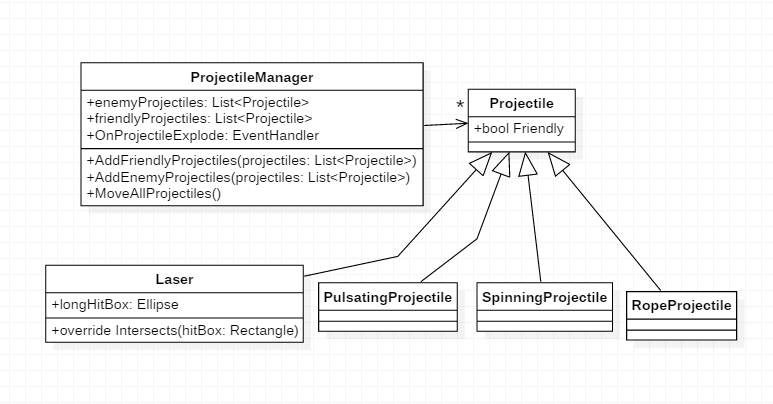 ProjectileManager
+enemyProjectiles: List<Projectile>
+friendlyProjectiles: List<Projectile>
+OnProjectileExplode: EventHandler
+AddFriendlyProjectiles(projectiles: List<Projectile>)
+AddEnemyProjectiles(projectiles: List<Projectile>)
+MoveAllProjectiles()
*
Projectile
+bool Friendly
Laser
+longHitBox: Ellipse
+override Intersects(hitBox: Rectangle)
PulsatingProjectile
SpinningProjectile
RopeProjectile